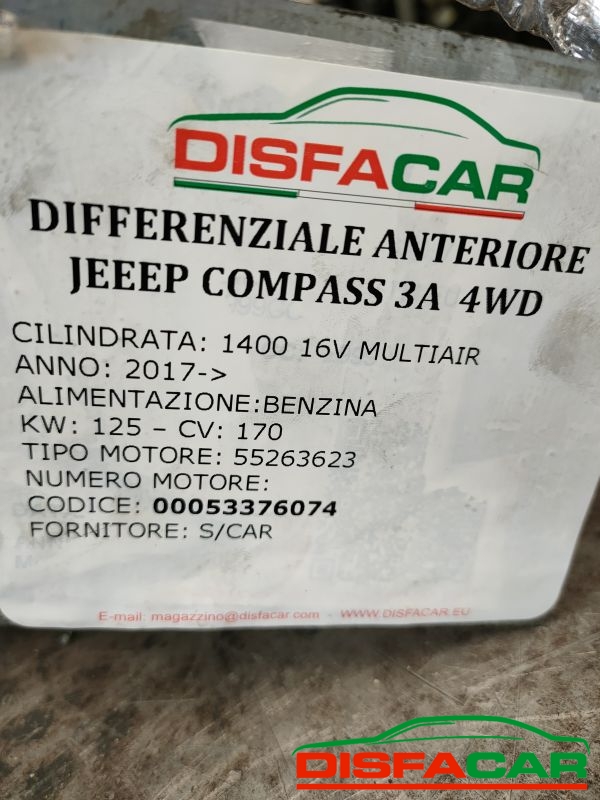 DISFACAR
DIFFERENZIALE ANTERIORE
JEEEP COMPASS 3A 4WD
CILINDRATA: 1400 16V MULTIAIR
ANNO: 2017->
ALIMENTAZIONE:BENZINA
KW: 125 – CV: 170
TIPO MOTORE: 55263623
NUMERO MOTORE:
CODICE: 00053376074
FORNITORE: S/CAR
E-mail: magazzino@disfacar.com - WWW.DISFACAR.EU
DISFACAR